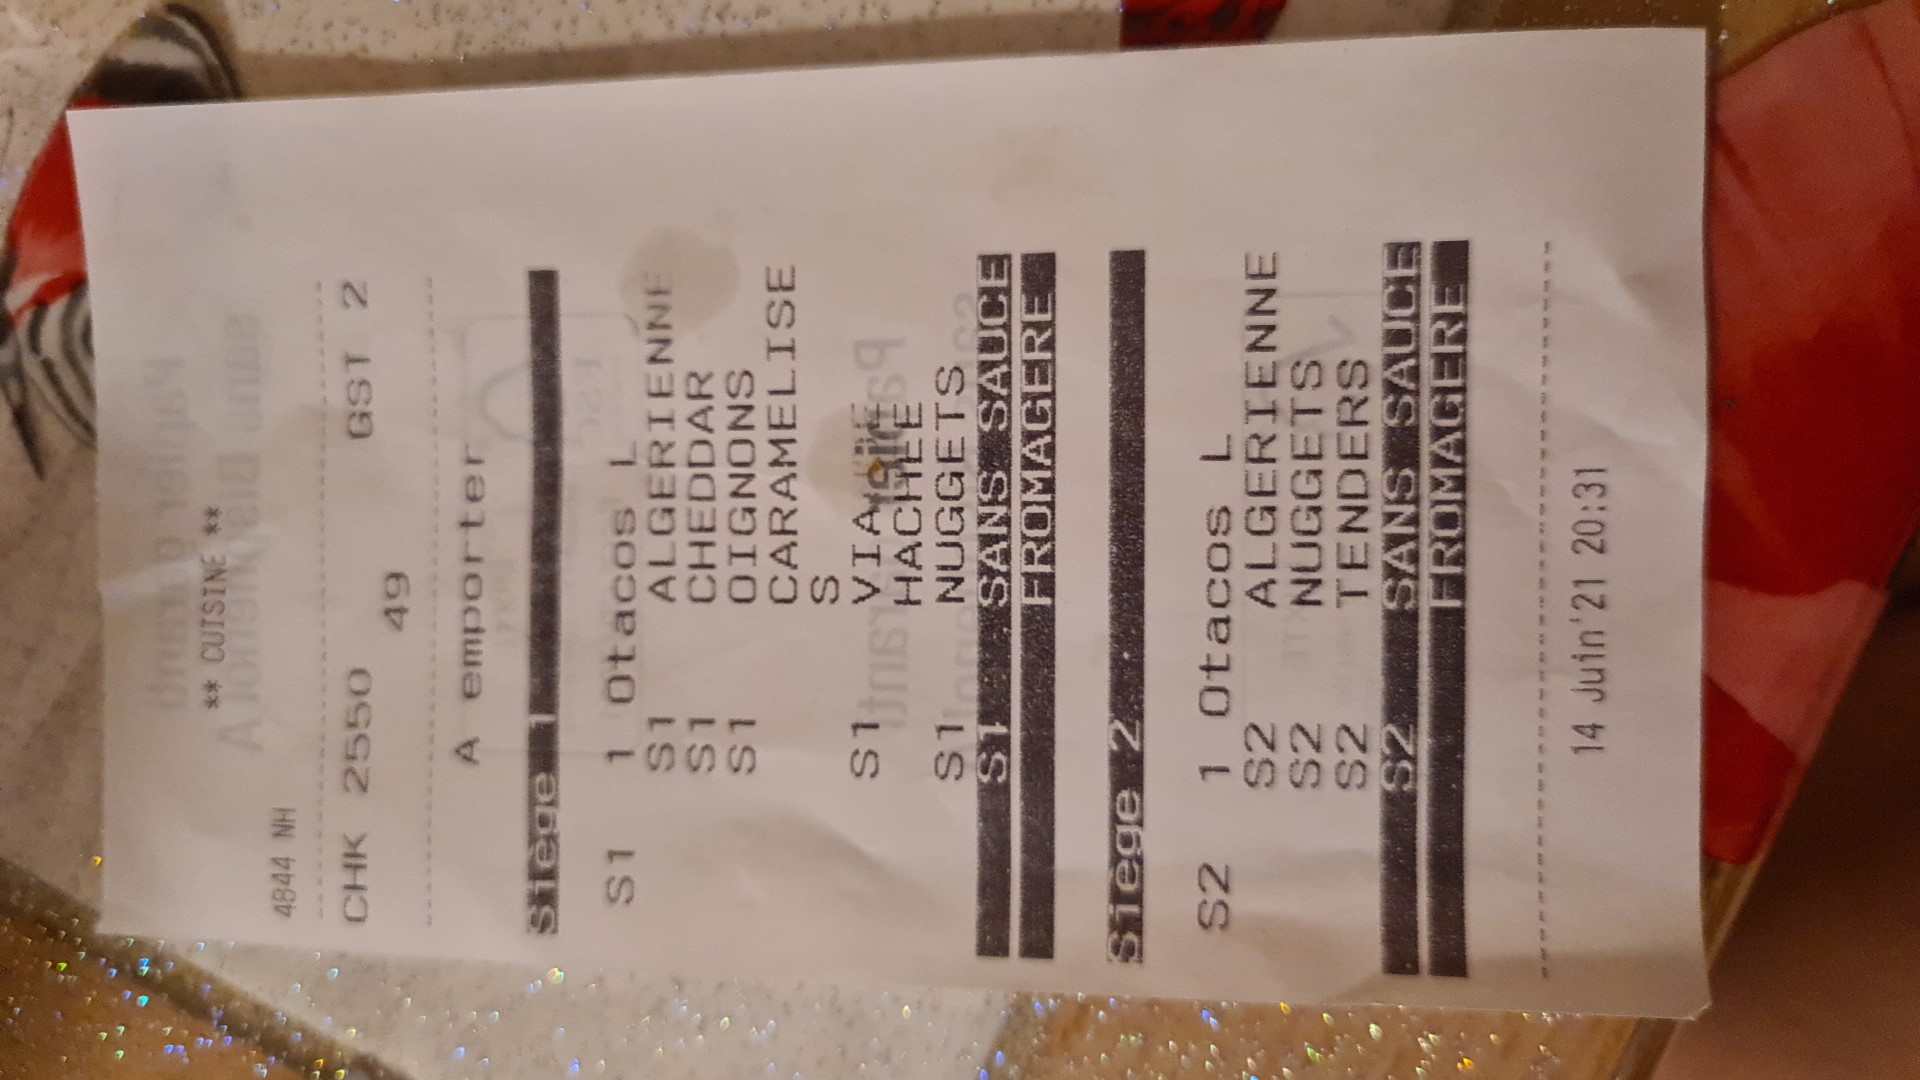 ** CUISINE **
4844 NH
CHK 2550 GST 2
49
A emporter
Siège 1
S1 1 Otacos L
S1 ALGERIENNE
S1 CHEDDAR
S1 OIGNONS
CARAMELISE
S
S1 VIANDE
HACHEE
S1 NUGGETS
S1 SANS SAUCE
FROMAGERE
Siège 2
S2 1 Otacos L
S2 ALGERIENNE
S2 NUGGETS
S2 TENDERS
S2 SANS SAUCE
FROMAGERE
14 Juin'21 20:31